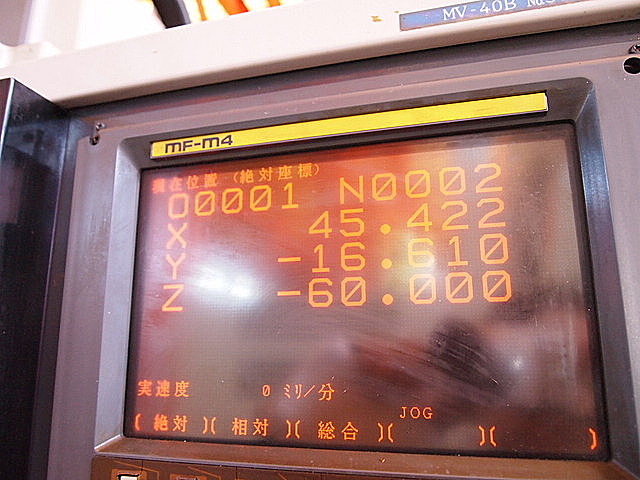 MV-40B
MF-M4
現在位置 (絶対座標)
O0001 N0002
X 45.422
Y -16.610
Z -60.000
実速度 0 ミリ/分
JOG
( 絶対 )( 相対 )( 総合 )( )( )